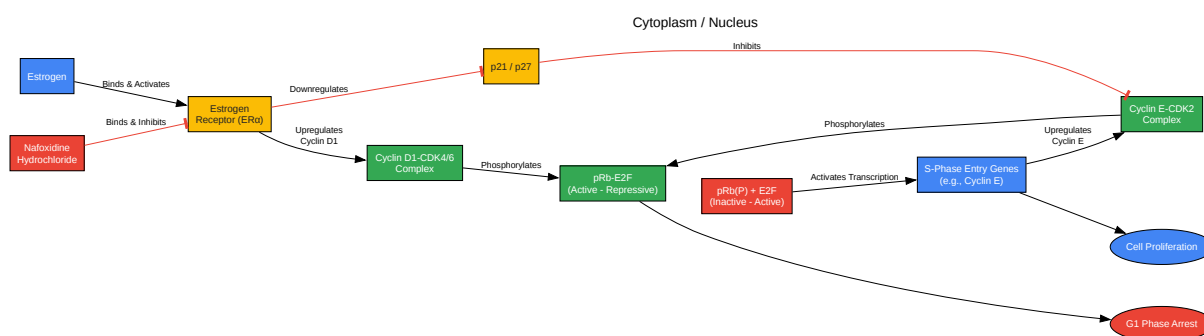 Cytoplasm / Nucleus
Estrogen
Binds & Activates
Nafoxidine
Hydrochloride
Binds & Inhibits
Estrogen
Receptor (ERα)
Downregulates
Upregulates
Cyclin D1
p21 / p27
Inhibits
Cyclin D1-CDK4/6
Complex
Phosphorylates
pRb-E2F
(Active - Repressive)
pRb(P) + E2F
(Inactive - Active)
Activates Transcription
Phosphorylates
S-Phase Entry Genes
(e.g., Cyclin E)
Upregulates
Cyclin E
Cyclin E-CDK2
Complex
Cell Proliferation
G1 Phase Arrest